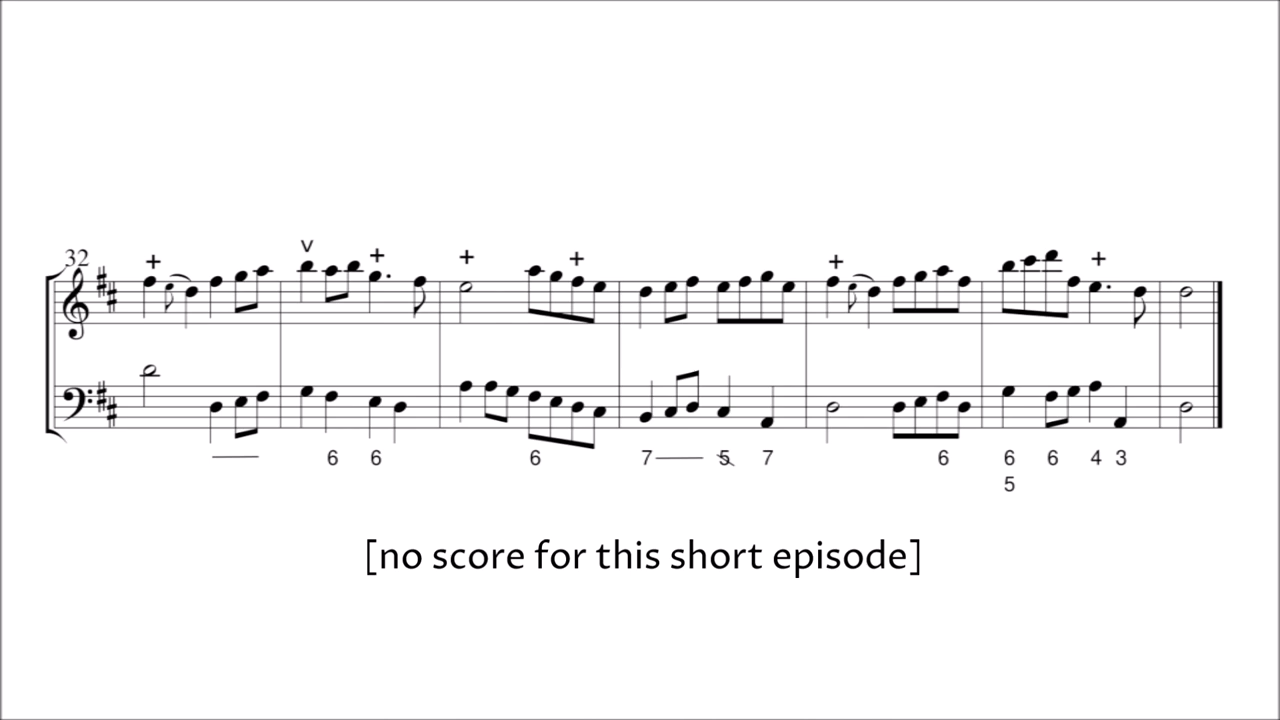 32
+ V + + + + +
6 6 6 7 5 7 6 6 6 4 3
5
[no score for this short episode]